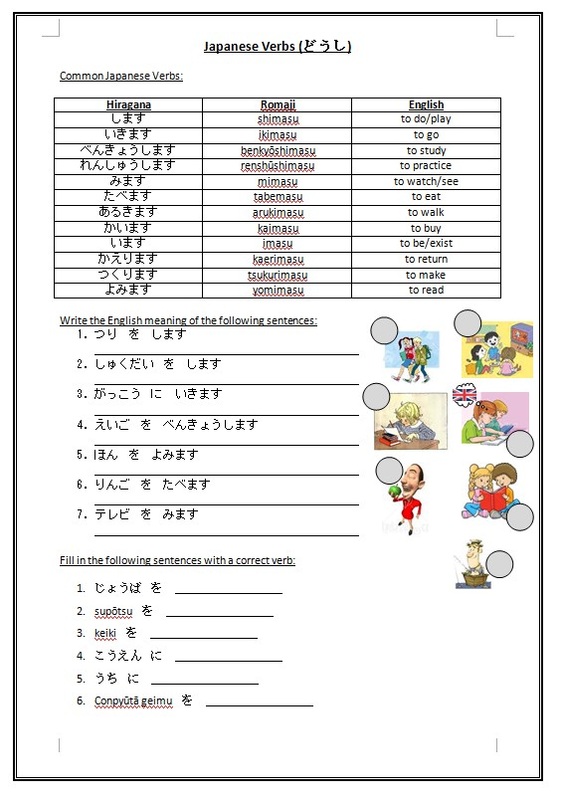 Japanese Verbs (どうし)
Common Japanese Verbs:
Hiragana Romaji English
します shimasu to do/play
いきます ikimasu to go
べんきょうします benkyōshimasu to study
れんしゅうします renshūshimasu to practice
みます mimasu to watch/see
たべます tabemasu to eat
あるきます arukimasu to walk
かいます kaimasu to buy
います imasu to be/exist
かえります kaerimasu to return
つくります tsukurimasu to make
よみます yomimasu to read
Write the English meaning of the following sentences:
1. つり を します
2. しゅくだい を します
3. がっこう に いきます
4. えいご を べんきょうします
5. ほん を よみます
6. りんご を たべます
7. テレビ を みます
Fill in the following sentences with a correct verb:
1. じょうば を
2. supōtsu を
3. keiki を
4. こうえん に
5. うち に
6. Conpyūtā geimu を